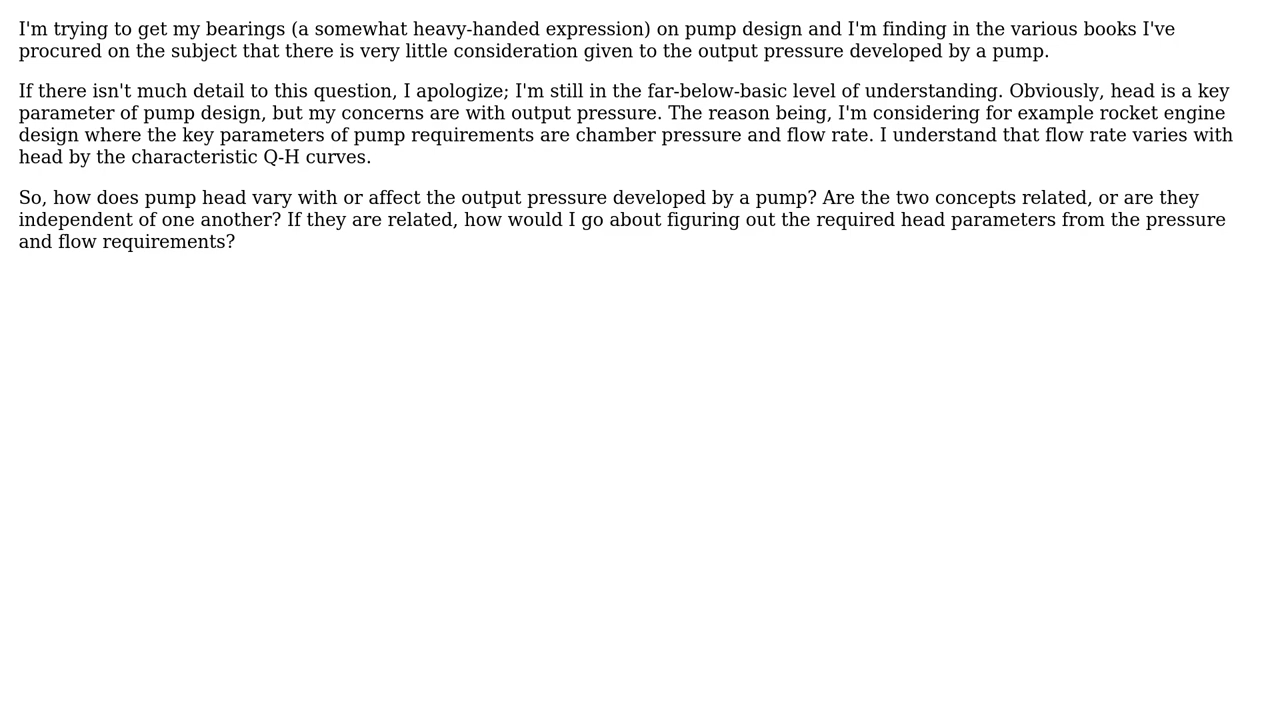 I'm trying to get my bearings (a somewhat heavy-handed expression) on pump design and I'm finding in the various books I've
procured on the subject that there is very little consideration given to the output pressure developed by a pump.
If there isn't much detail to this question, I apologize; I'm still in the far-below-basic level of understanding. Obviously, head is a key
parameter of pump design, but my concerns are with output pressure. The reason being, I'm considering for example rocket engine
design where the key parameters of pump requirements are chamber pressure and flow rate. I understand that flow rate varies with
head by the characteristic Q-H curves.
So, how does pump head vary with or affect the output pressure developed by a pump? Are the two concepts related, or are they
independent of one another? If they are related, how would I go about figuring out the required head parameters from the pressure
and flow requirements?